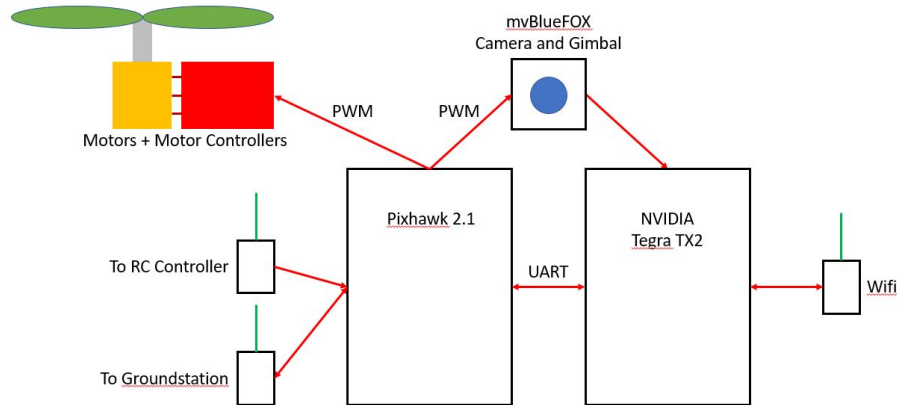 mvBlueFOX
Camera and Gimbal
PWM
PWM
Motors + Motor Controllers
Pixhawk 2.1
NVIDIA
Tegra TX2
To RC Controller
UART
Wifi
To Groundstation